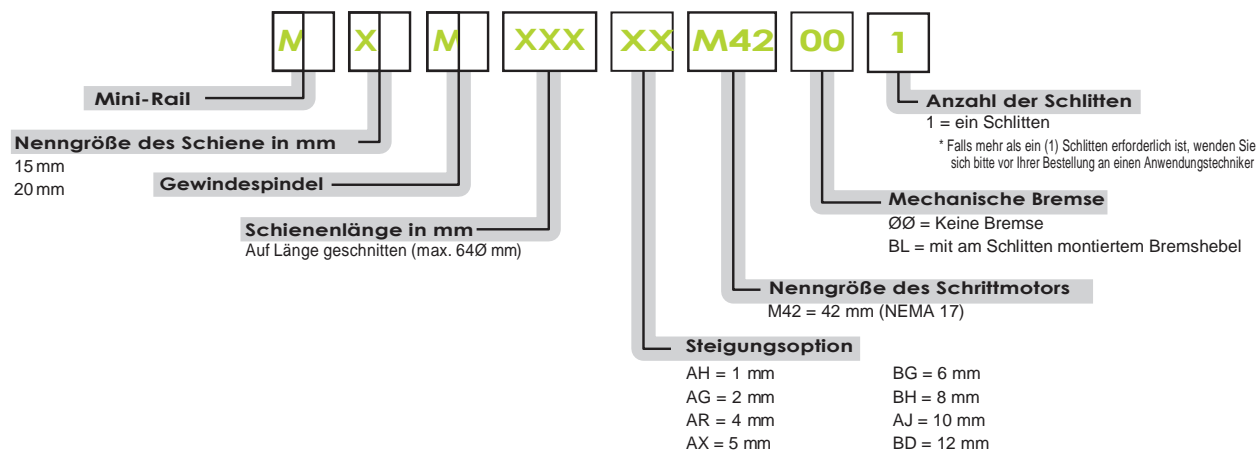 M X M XXX XX M42 00 1
Mini-Rail
Anzahl der Schlitten
1 = ein Schlitten
* Falls mehr als ein (1) Schlitten erforderlich ist, wenden Sie
sich bitte vor Ihrer Bestellung an einen Anwendungstechniker
Nenngröße des Schiene in mm
15 mm
20 mm
Gewindespindel
Mechanische Bremse
ØØ = Keine Bremse
BL = mit am Schlitten montiertem Bremshebel
Schienenlänge in mm
Auf Länge geschnitten (max. 64Ø mm)
Nenngröße des Schrittmotors
M42 = 42 mm (NEMA 17)
Steigungsoption
AH = 1 mm
AG = 2 mm
AR = 4 mm
AX = 5 mm
BG = 6 mm
BH = 8 mm
AJ = 10 mm
BD = 12 mm